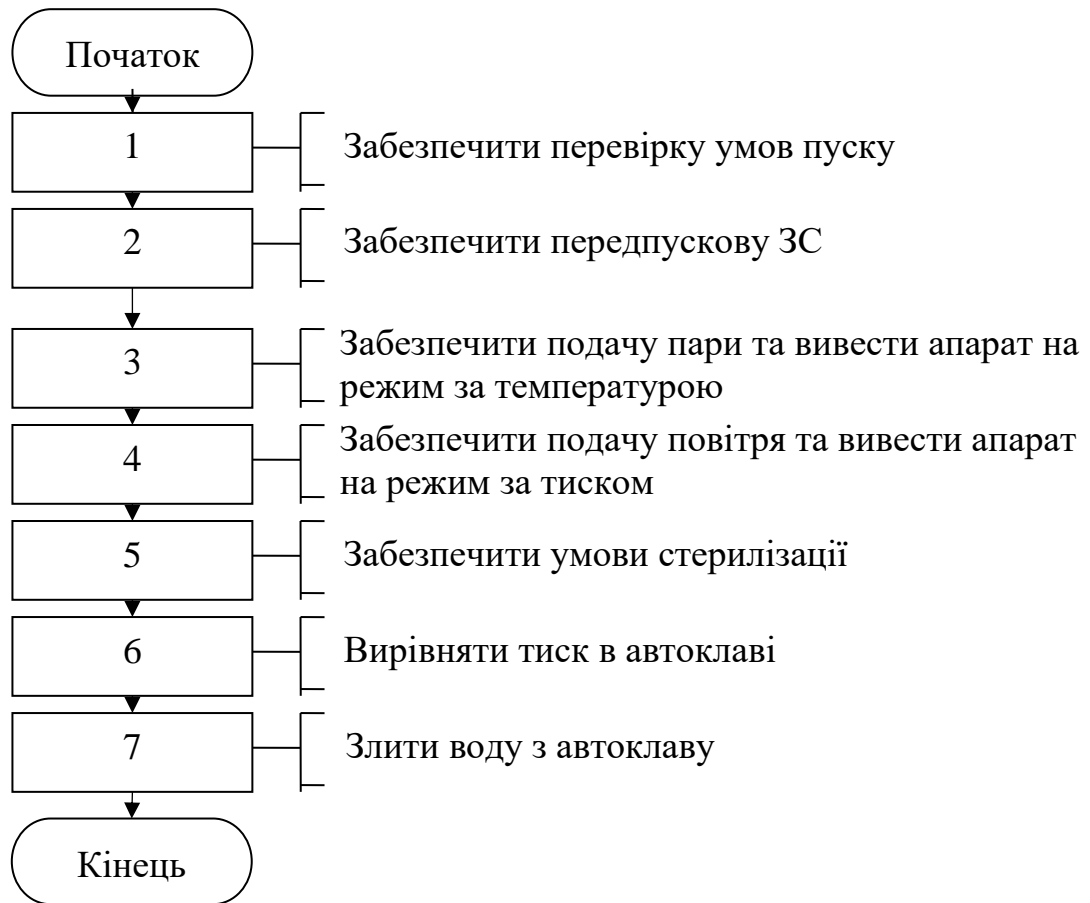 Початок
1
Забезпечити перевірку умов пуску
2
Забезпечити передпускову ЗС
3
Забезпечити подачу пари та вивести апарат на
режим за температурою
4
Забезпечити подачу повітря та вивести апарат
на режим за тиском
5
Забезпечити умови стерилізації
6
Вирівняти тиск в автоклаві
7
Злити воду з автоклаву
Кінець